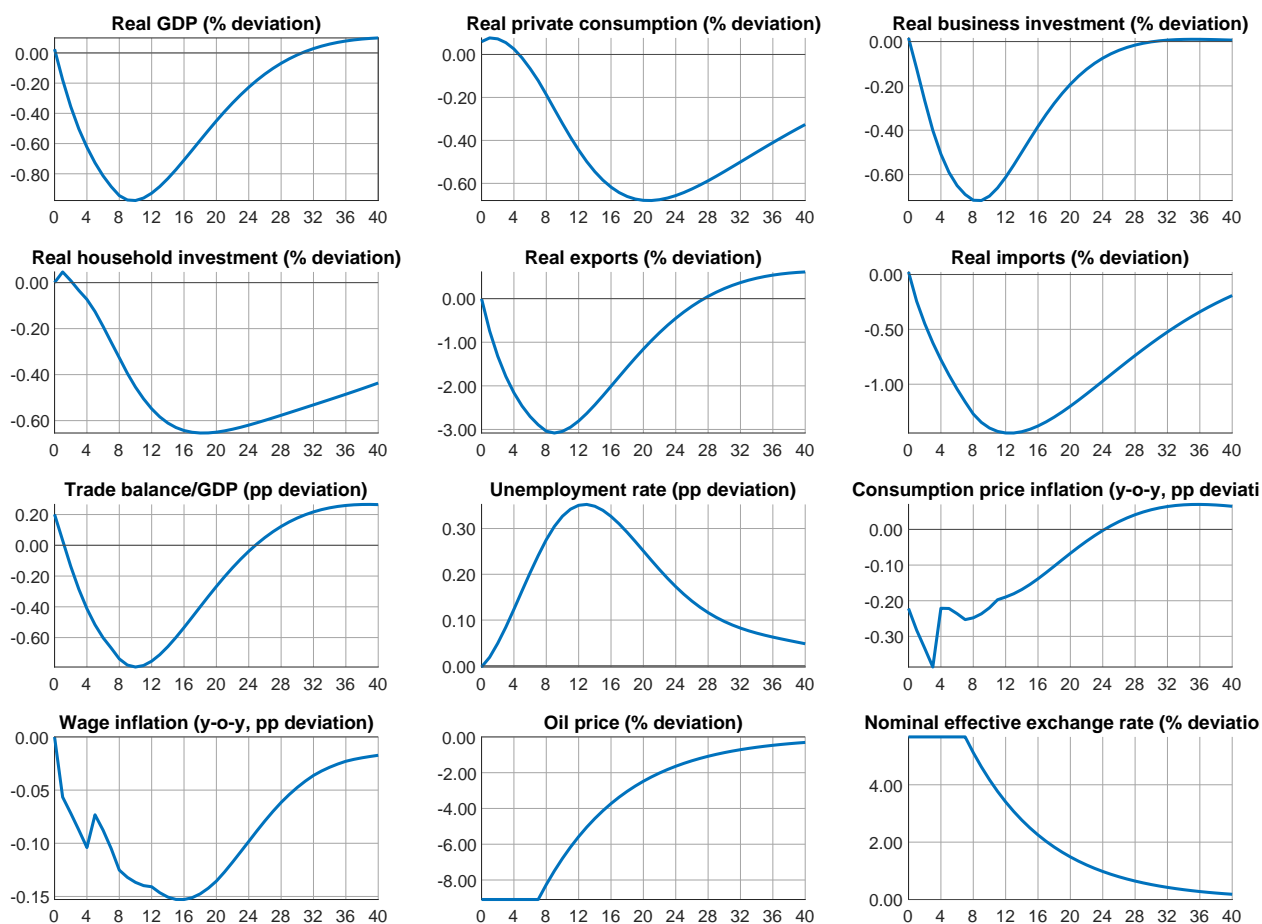 Real GDP (% deviation)
0.00
-0.20
-0.40
-0.60
-0.80
0 4 8 12 16 20 24 28 32 36 40
Real private consumption (% deviation)
0.00
-0.20
-0.40
-0.60
0 4 8 12 16 20 24 28 32 36 40
Real business investment (% deviation)
0.00
-0.20
-0.40
-0.60
0 4 8 12 16 20 24 28 32 36 40
Real household investment (% deviation)
0.00
-0.20
-0.40
-0.60
0 4 8 12 16 20 24 28 32 36 40
Real exports (% deviation)
0.00
-1.00
-2.00
-3.00
0 4 8 12 16 20 24 28 32 36 40
Real imports (% deviation)
0.00
-0.50
-1.00
0 4 8 12 16 20 24 28 32 36 40
Trade balance/GDP (pp deviation)
0.20
0.00
-0.20
-0.40
-0.60
0 4 8 12 16 20 24 28 32 36 40
Unemployment rate (pp deviation)
0.30
0.20
0.10
0.00
0 4 8 12 16 20 24 28 32 36 40
Consumption price inflation (y-o-y, pp deviati
0.00
-0.10
-0.20
-0.30
0 4 8 12 16 20 24 28 32 36 40
Wage inflation (y-o-y, pp deviation)
0.00
-0.05
-0.10
-0.15
0 4 8 12 16 20 24 28 32 36 40
Oil price (% deviation)
0.00
-2.00
-4.00
-6.00
-8.00
0 4 8 12 16 20 24 28 32 36 40
Nominal effective exchange rate (% deviatio
4.00
2.00
0.00
0 4 8 12 16 20 24 28 32 36 40